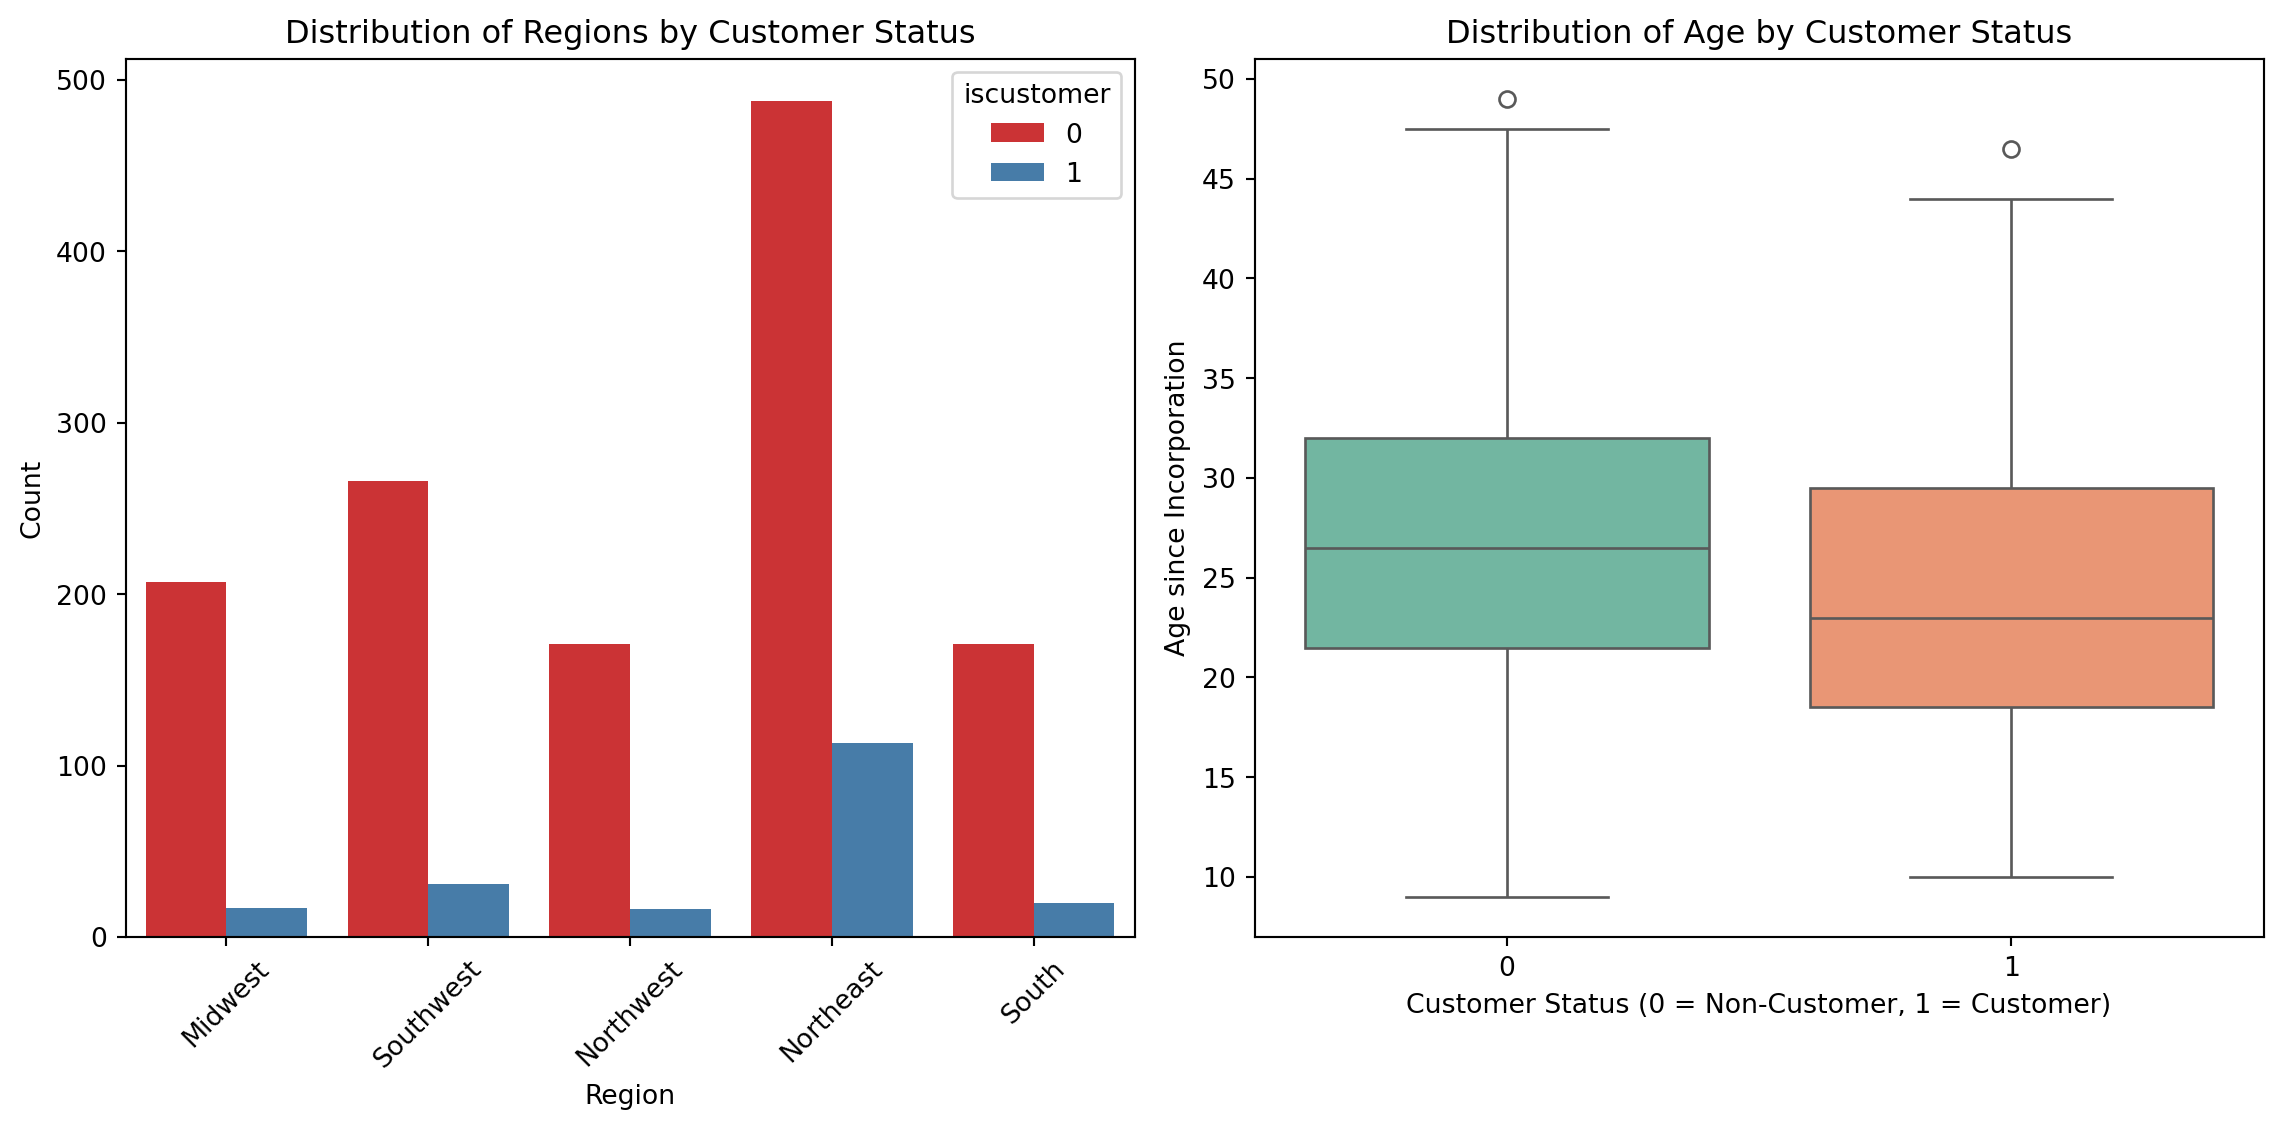 Distribution of Regions by Customer Status
500
400
300
200
100
0
Count
iscustomer
0
1
Midwest
Southwest
Northwest
Northeast
South
Region
Distribution of Age by Customer Status
50
45
40
35
30
25
20
15
10
Age since Incorporation
0
1
Customer Status (0 = Non-Customer, 1 = Customer)